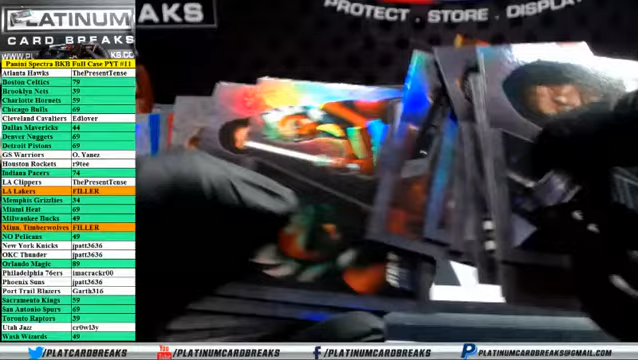 PLATINUM
CARD BREAKS
AKS
PROTECT . STORE . DISPLA
Panini Spectra BKB Full Case PYT #11
Atlanta Hawks ThePresentTense
Boston Celtics 79
Brooklyn Nets 39
Charlotte Hornets 59
Chicago Bulls 69
Cleveland Cavaliers Edlover
Dallas Mavericks 44
Denver Nuggets 69
Detroit Pistons 69
GS Warriors O. Yanez
Houston Rockets r9tee
Indiana Pacers 74
LA Clippers ThePresentTense
LA Lakers FILLER
Memphis Grizzlies 34
Miami Heat 69
Milwaukee Bucks 49
Minn. Timberwolves FILLER
NO Pelicans 49
New York Knicks jpatt3636
OKC Thunder jpatt3636
Orlando Magic 89
Philadelphia 76ers imacrackr00
Phoenix Suns jpatt3636
Port Trail Blazers Garth316
Sacramento Kings 59
San Antonio Spurs 69
Toronto Raptors 39
Utah Jazz cr0w13y
Wash Wizards 49
/PLATCARDBREAKS
You Tube /PLATINUMCARDBREAKS
/PLATINUMCARDBREAKS
PLATINUMCARDBREAKS@GMAIL.COM